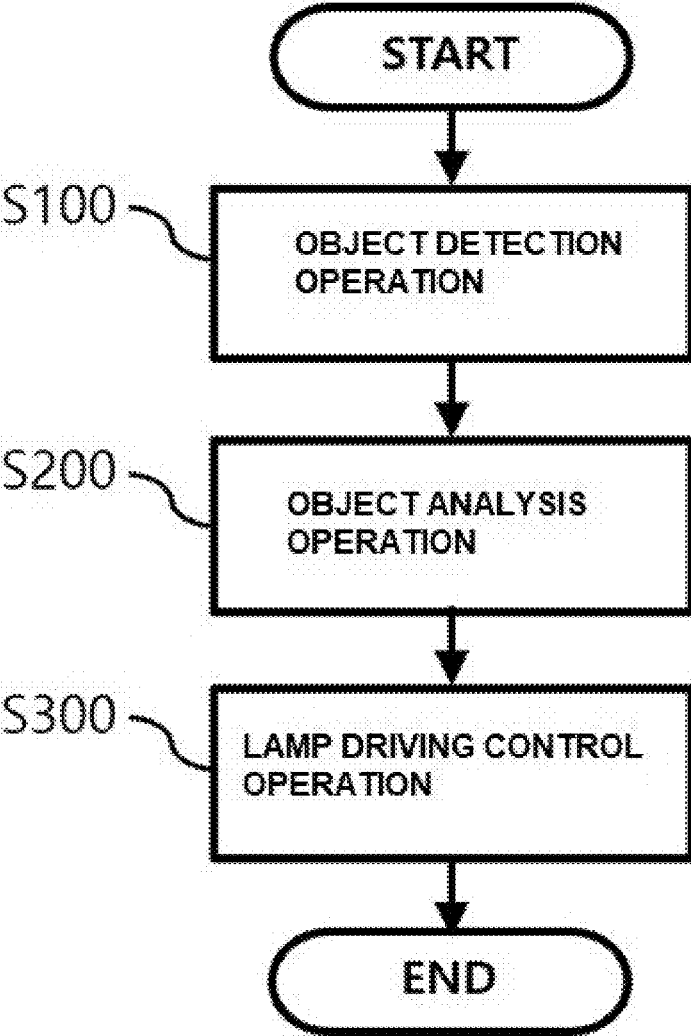 START
S100
OBJECT DETECTION
OPERATION
S200
OBJECT ANALYSIS
OPERATION
S300
LAMP DRIVING CONTROL
OPERATION
END